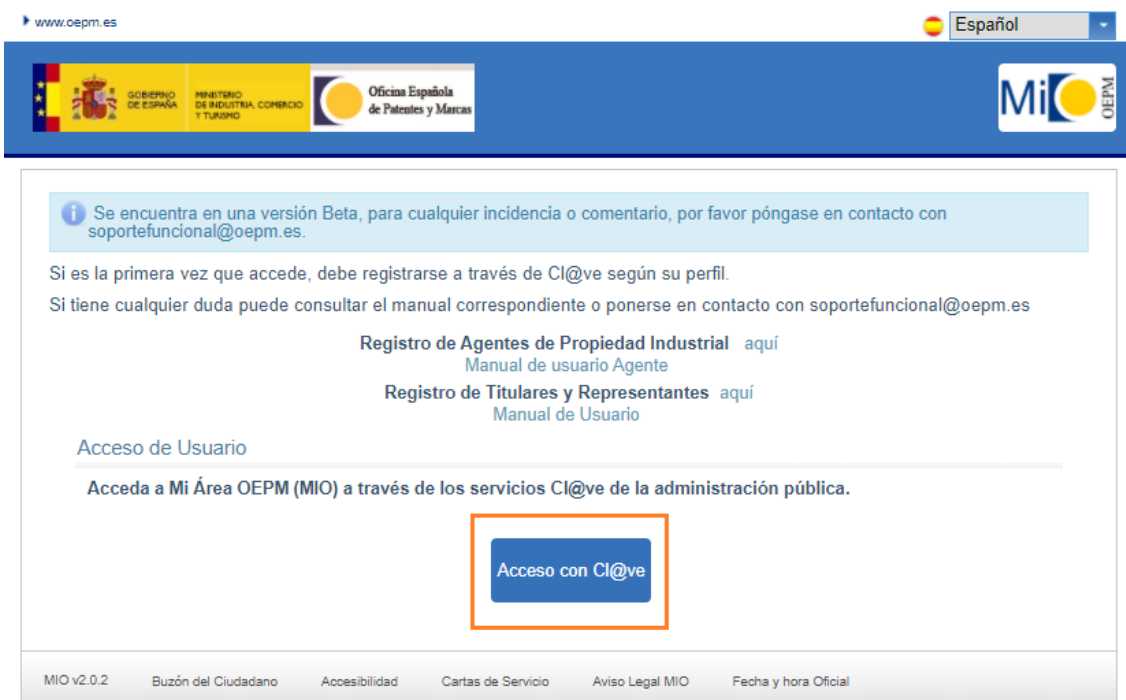 www.oepm.es
Español
GOBIERNO
DE ESPAÑA
MINISTERIO
DE INDUSTRIA, COMERCIO
Y TURISMO
Oficina Española
de Patentes y Marcas
Mi
OEPM
Se encuentra en una versión Beta, para cualquier incidencia o comentario, por favor póngase en contacto con
soportefuncional@oepm.es.
Si es la primera vez que accede, debe registrarse a través de Cl@ve según su perfil.
Si tiene cualquier duda puede consultar el manual correspondiente o ponerse en contacto con soportefuncional@oepm.es
Registro de Agentes de Propiedad Industrial aquí
Manual de usuario Agente
Registro de Titulares y Representantes aquí
Manual de Usuario
Acceso de Usuario
Acceda a Mi Área OEPM (MIO) a través de los servicios Cl@ve de la administración pública.
Acceso con Cl@ve
MIO v2.0.2 Buzón del Ciudadano Accesibilidad Cartas de Servicio Aviso Legal MIO Fecha y hora Oficial